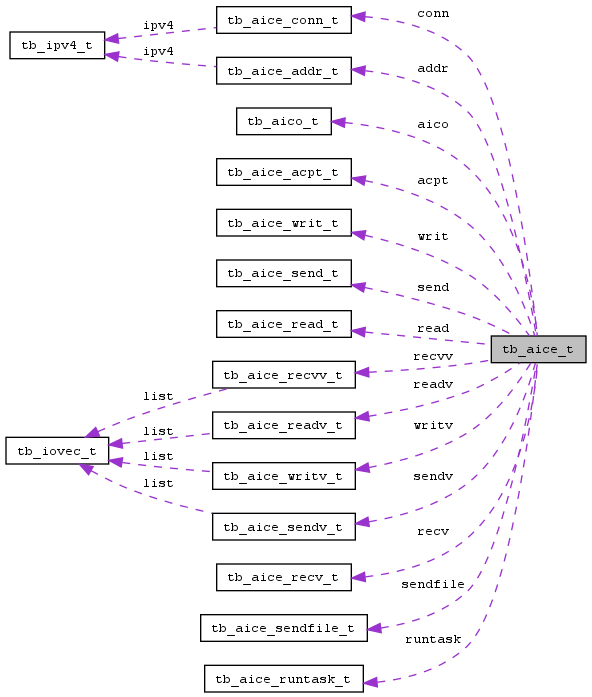 conn
tb_aice_conn_t
ipv4
tb_ipv4_t
ipv4
addr
tb_aice_addr_t
aico
tb_aico_t
acpt
tb_aice_acpt_t
writ
tb_aice_writ_t
send
tb_aice_send_t
read
tb_aice_read_t
tb_aice_t
recvv
tb_aice_recvv_t
list
readv
tb_aice_readv_t
list
writv
tb_iovec_t
list
tb_aice_writv_t
sendv
list
tb_aice_sendv_t
recv
tb_aice_recv_t
sendfile
tb_aice_sendfile_t
runtask
tb_aice_runtask_t